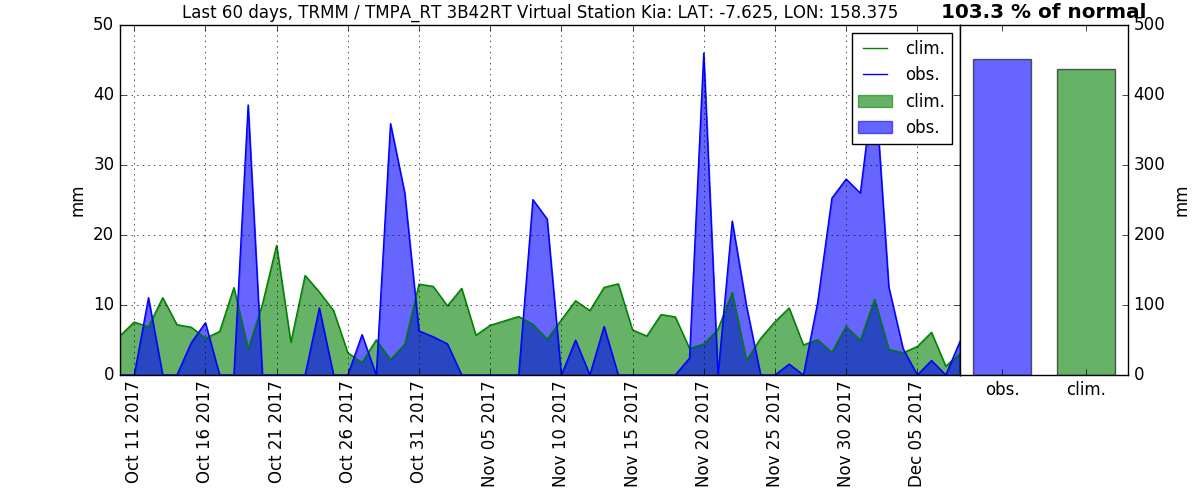 Last 60 days, TRMM / TMPA_RT 3B42RT Virtual Station Kia: LAT: -7.625, LON: 158.375
103.3 % of normal
50
40
30
20
10
0
mm
clim.
obs.
clim.
obs.
500
400
300
200
100
0
mm
Oct 11 2017
Oct 16 2017
Oct 21 2017
Oct 26 2017
Oct 31 2017
Nov 05 2017
Nov 10 2017
Nov 15 2017
Nov 20 2017
Nov 25 2017
Nov 30 2017
Dec 05 2017
obs.
clim.